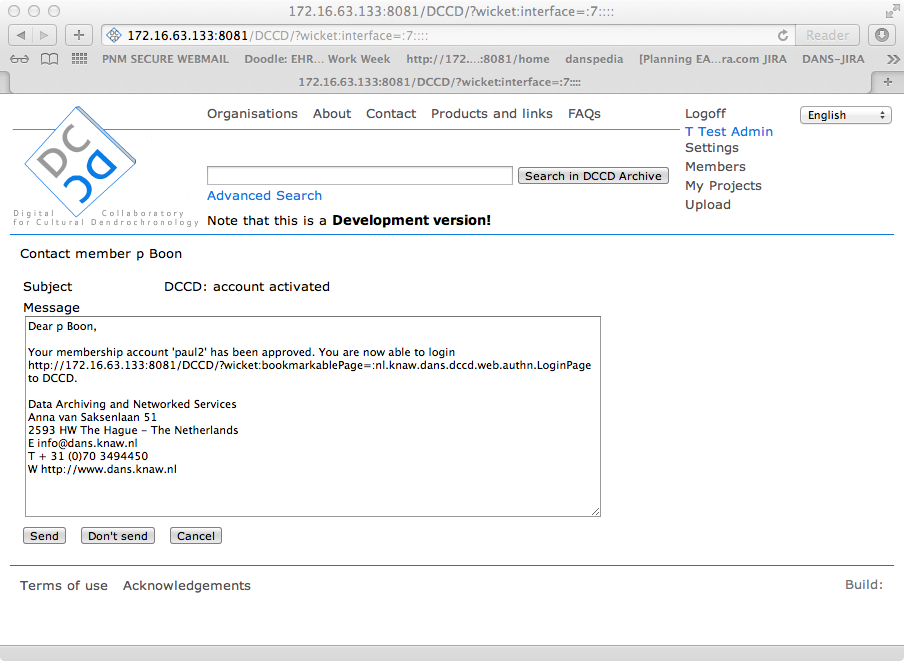 172.16.63.133:8081/DCCD/?wicket:interface=:7::::
172.16.63.133:8081/DCCD/?wicket:interface=:7::::
Reader
PNM SECURE WEBMAIL Doodle: EHR... Work Week http://172....:8081/home danspedia [Planning EA...ra.com JIRA DANS-JIRA
172.16.63.133:8081/DCCD/?wicket:interface=:7::::
Organisations About Contact Products and links FAQs
Logoff
English
T Test Admin
Settings
Members
My Projects
Upload
DC
CD
Digital Collaboratory
for Cultural Dendrochronology
Search in DCCD Archive
Advanced Search
Note that this is a Development version!
Contact member p Boon
Subject DCCD: account activated
Message
Dear p Boon,
Your membership account 'paul2' has been approved. You are now able to login
http://172.16.63.133:8081/DCCD/?wicket:bookmarkablePage=:nl.knaw.dans.dccd.web.authn.LoginPage
to DCCD.
Data Archiving and Networked Services
Anna van Saksenlaan 51
2593 HW The Hague - The Netherlands
E info@dans.knaw.nl
T + 31 (0)70 3494450
W http://www.dans.knaw.nl
Send Don't send Cancel
Terms of use Acknowledgements Build: